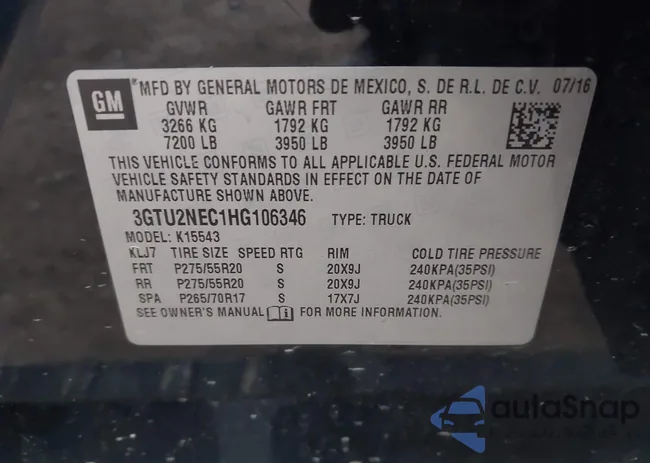 GM
MFD BY GENERAL MOTORS DE MEXICO, S. DE R.L. DE C.V. 07/16
GVWR GAWR FRT GAWR RR
3266 KG 1792 KG 1792 KG
7200 LB 3950 LB 3950 LB
THIS VEHICLE CONFORMS TO ALL APPLICABLE U.S. FEDERAL MOTOR
VEHICLE SAFETY STANDARDS IN EFFECT ON THE DATE OF
MANUFACTURE SHOWN ABOVE.
3GTU2NEC1HG106346 TYPE: TRUCK
MODEL: K15543
KLJ7 TIRE SIZE SPEED RTG RIM COLD TIRE PRESSURE
FRT P275/55R20 S 20X9J 240KPA(35PSI)
RR P275/55R20 S 20X9J 240KPA(35PSI)
SPA P265/70R17 S 17X7J 240KPA(35PSI)
SEE OWNER'S MANUAL FOR MORE INFORMATION.
autoSnap